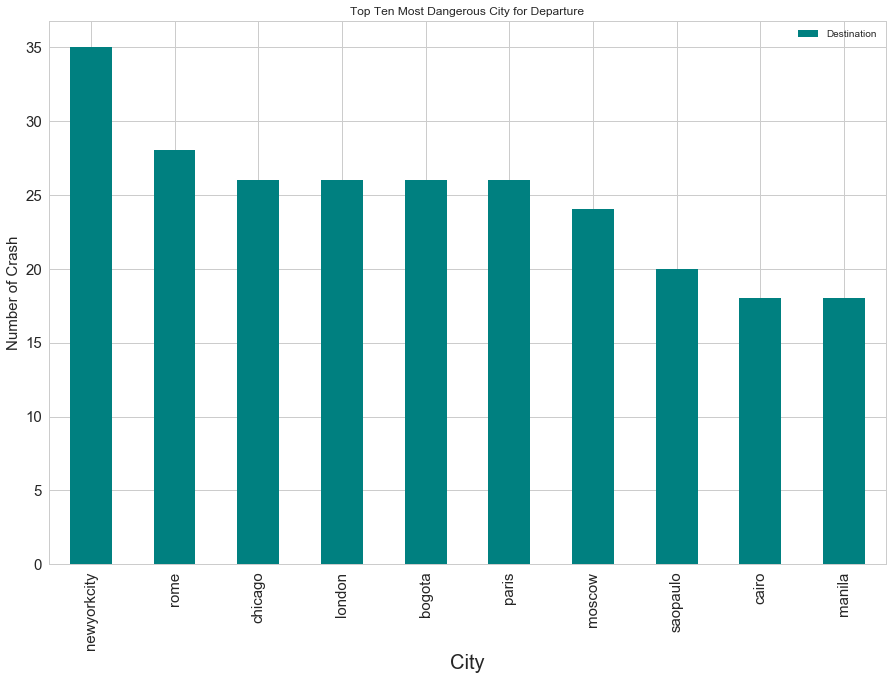 Top Ten Most Dangerous City for Departure
Destination
Number of Crash
35
30
25
20
15
10
5
0
newyorkcity
rome
chicago
london
bogota
paris
moscow
saopaulo
cairo
manila
City